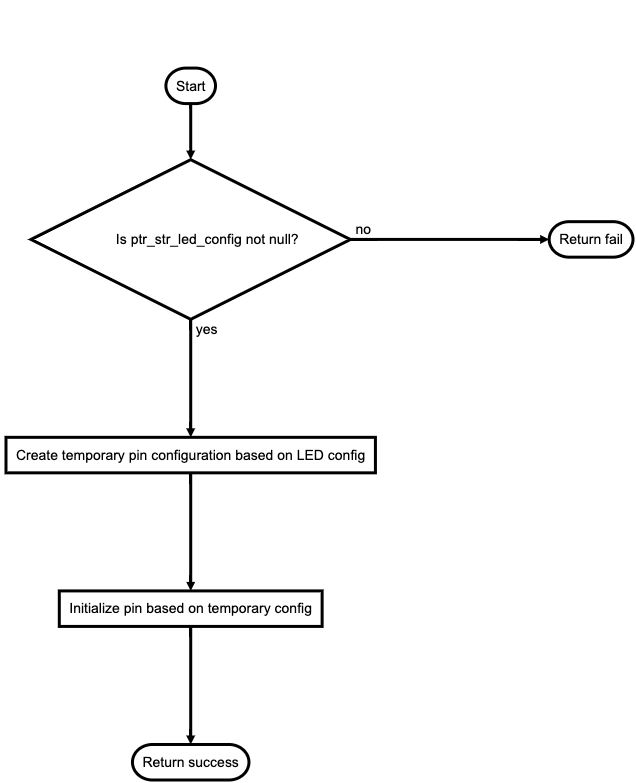 Start
Is ptr_str_led_config not null?
no
Return fail
yes
Create temporary pin configuration based on LED config
Initialize pin based on temporary config
Return success